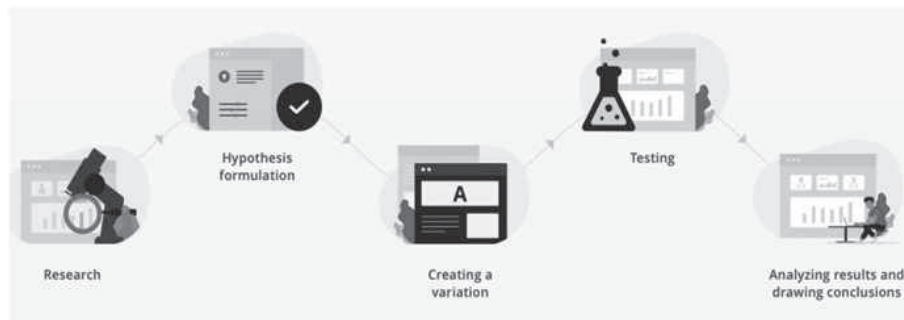 Research
Hypothesis
formulation
A
Creating a
variation
Testing
Analyzing results and
drawing conclusions